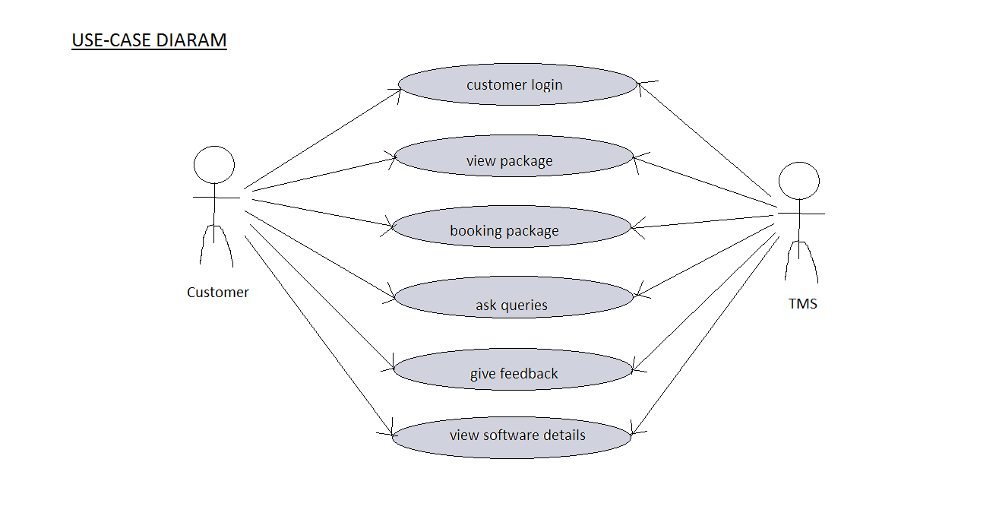 USE-CASE DIARAM
customer login
view package
booking package
ask queries
give feedback
view software details
Customer
TMS